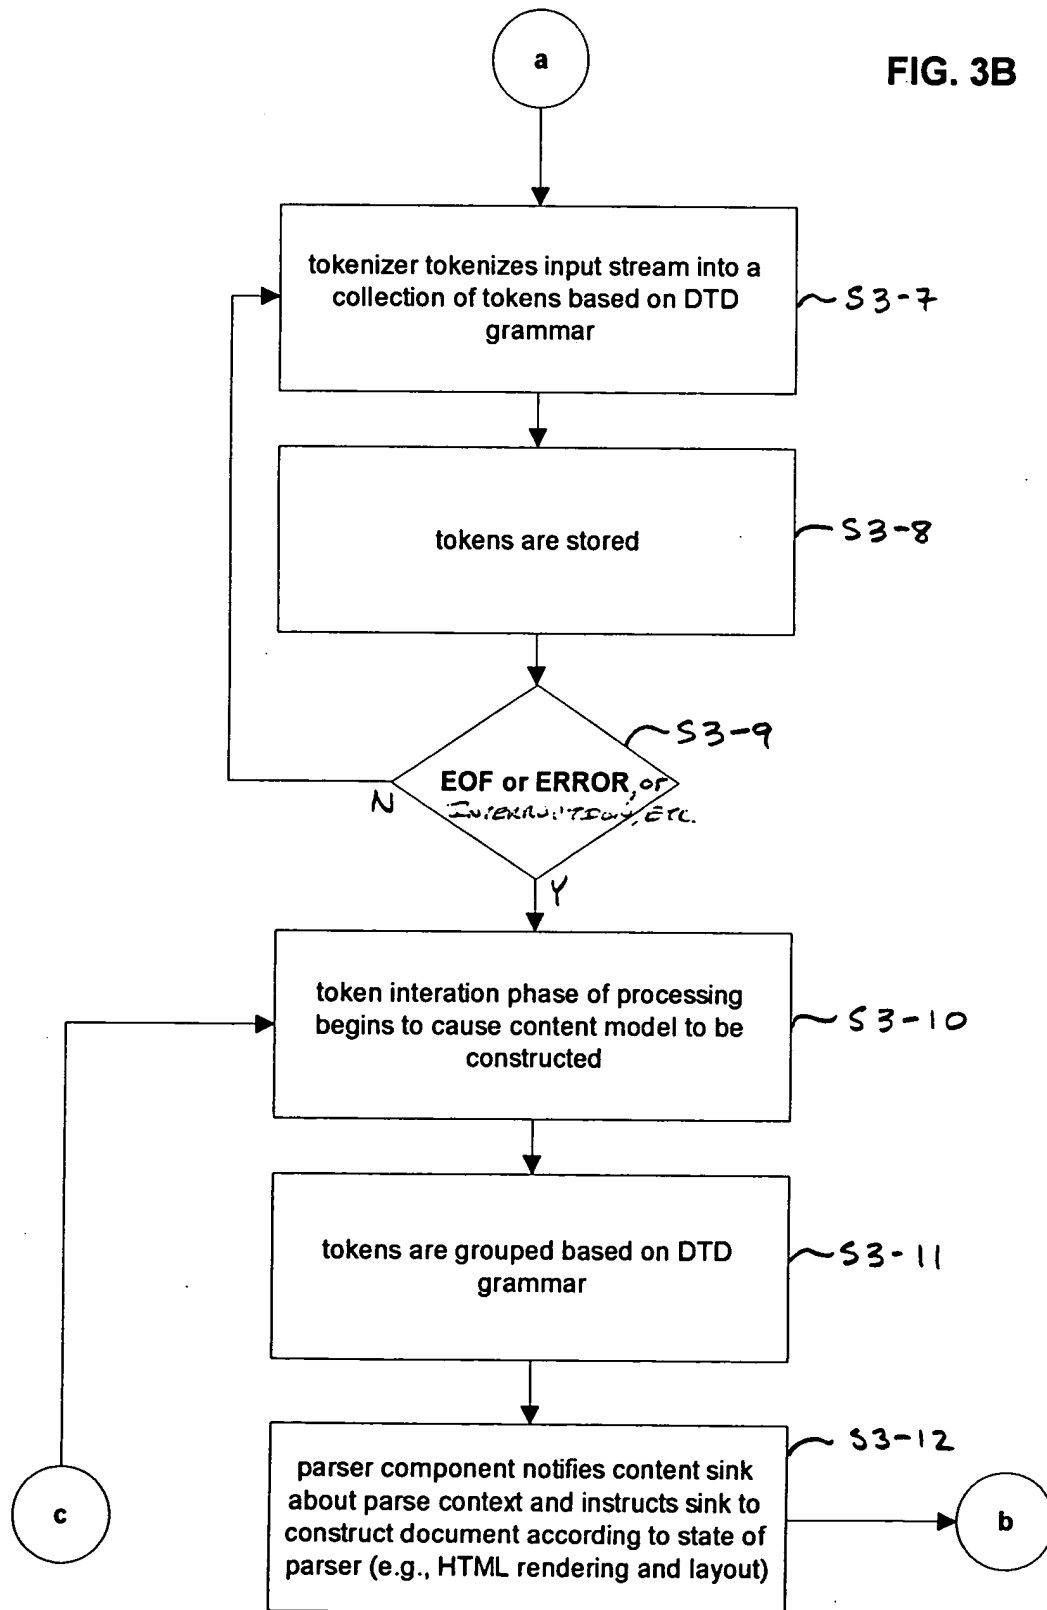 a
FIG. 3B
tokenizer tokenizes input stream into a
collection of tokens based on DTD
grammar
S3-7
tokens are stored
S3-8
S3-9
EOF or ERROR, or
INTERRUPTION, ETC.
N
Y
token interation phase of processing
begins to cause content model to be
constructed
S3-10
tokens are grouped based on DTD
grammar
S3-11
S3-12
parser component notifies content sink
about parse context and instructs sink to
construct document according to state of
parser (e.g., HTML rendering and layout)
c
b